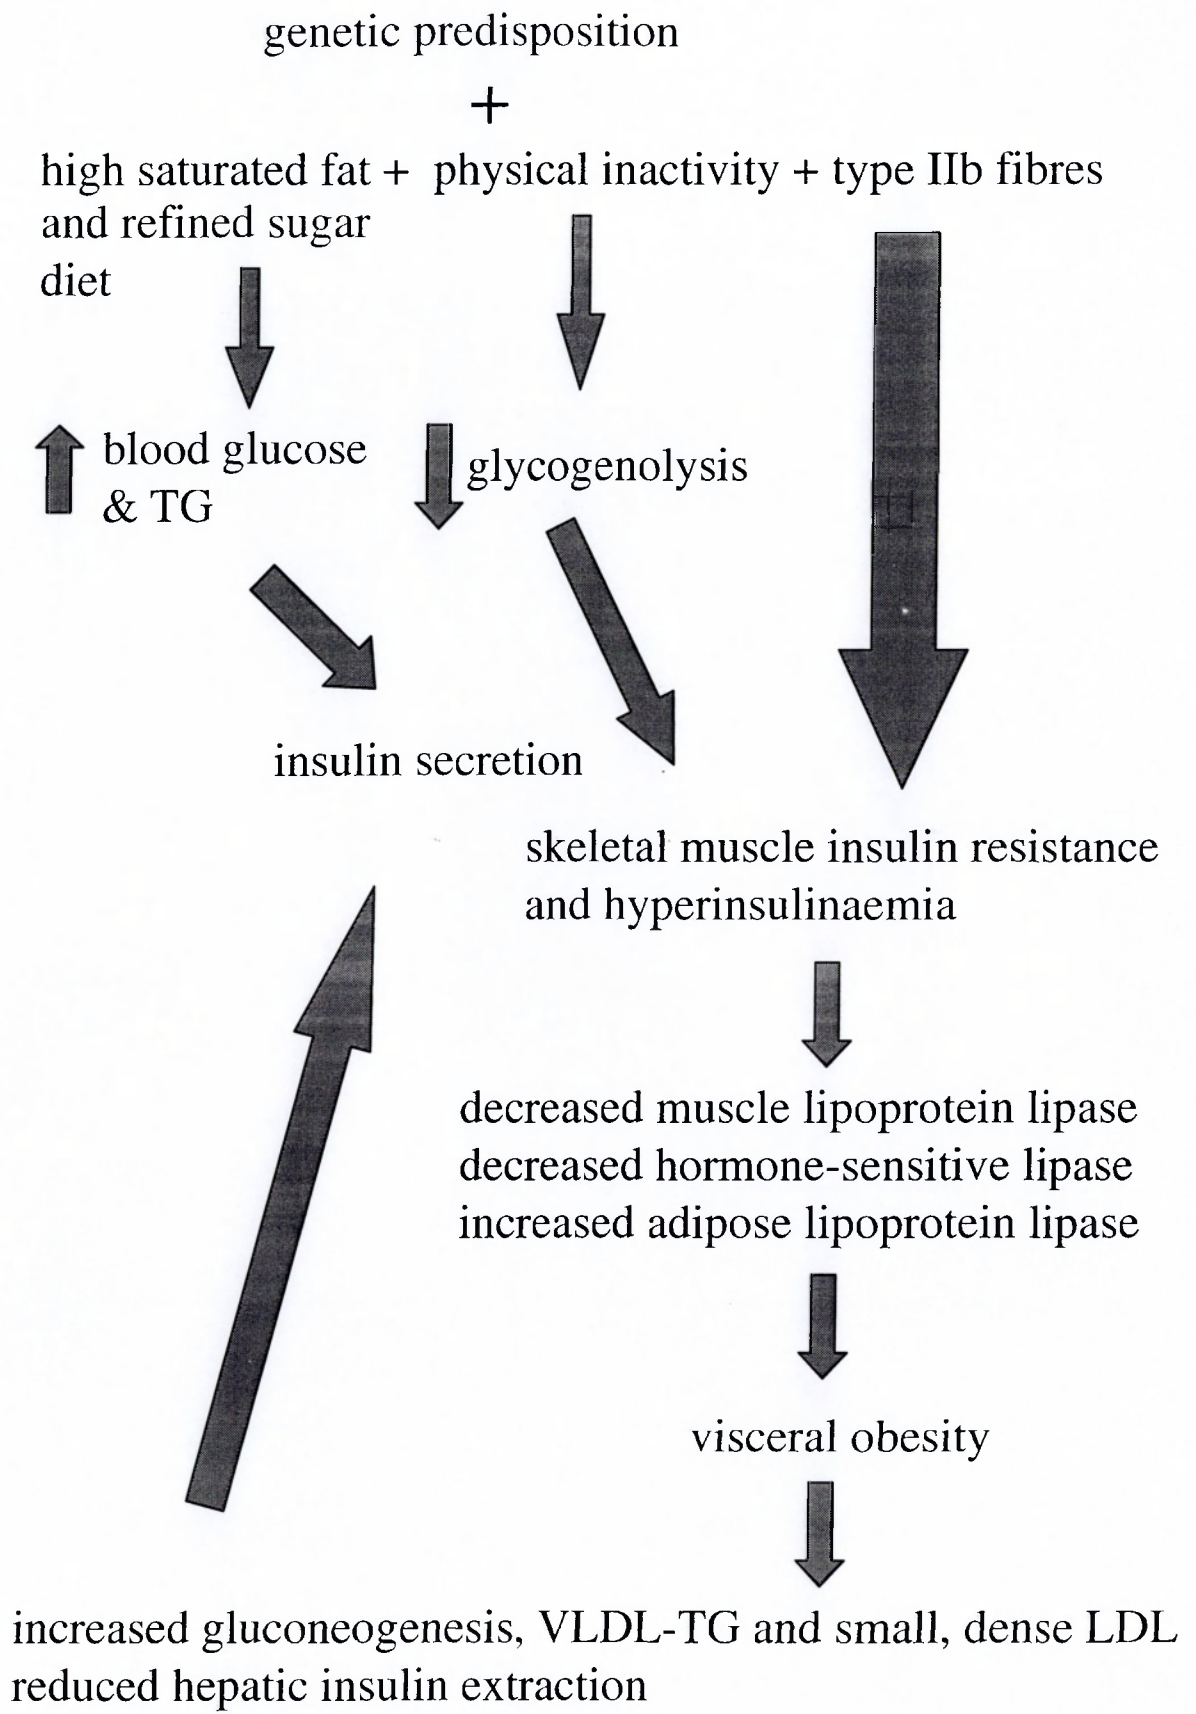 genetic predisposition
+
high saturated fat + physical inactivity + type IIb fibres
and refined sugar
diet
blood glucose
& TG
glycogenolysis
insulin secretion
skeletal muscle insulin resistance
and hyperinsulinaemia
decreased muscle lipoprotein lipase
decreased hormone-sensitive lipase
increased adipose lipoprotein lipase
visceral obesity
increased gluconeogenesis, VLDL-TG and small, dense LDL
reduced hepatic insulin extraction